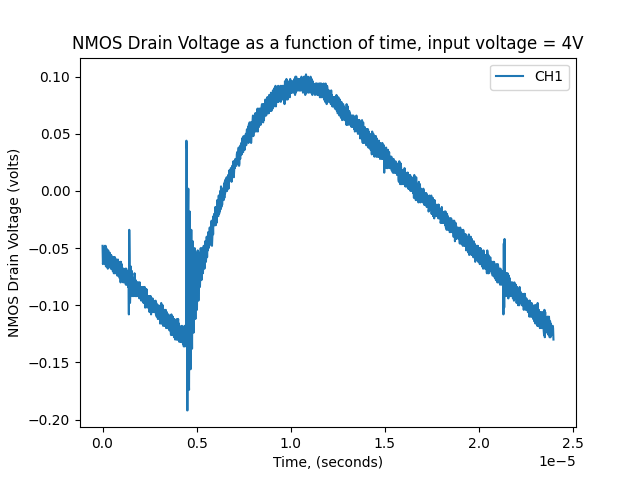 NMOS Drain Voltage as a function of time, input voltage = 4V
CH1
NMOS Drain Voltage (volts)
0.10
0.05
0.00
−0.05
−0.10
−0.15
−0.20
0.0 0.5 1.0 1.5 2.0 2.5
1e−5
Time, (seconds)